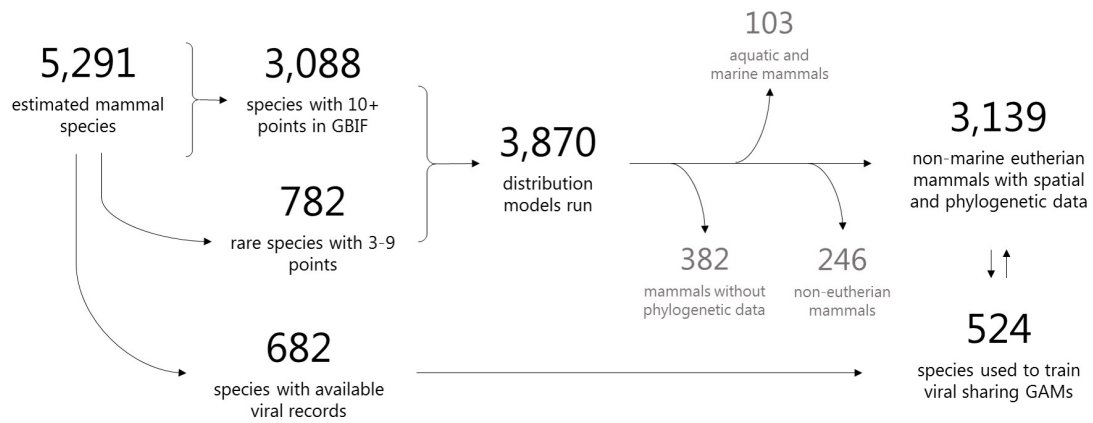 5,291
estimated mammal
species
3,088
species with 10+
points in GBIF
782
rare species with 3-9
points
682
species with available
viral records
3,870
distribution
models run
103
aquatic and
marine mammals
382
mammals without
phylogenetic data
246
non-eutherian
mammals
3,139
non-marine eutherian
mammals with spatial
and phylogenetic data
524
species used to train
viral sharing GAMs